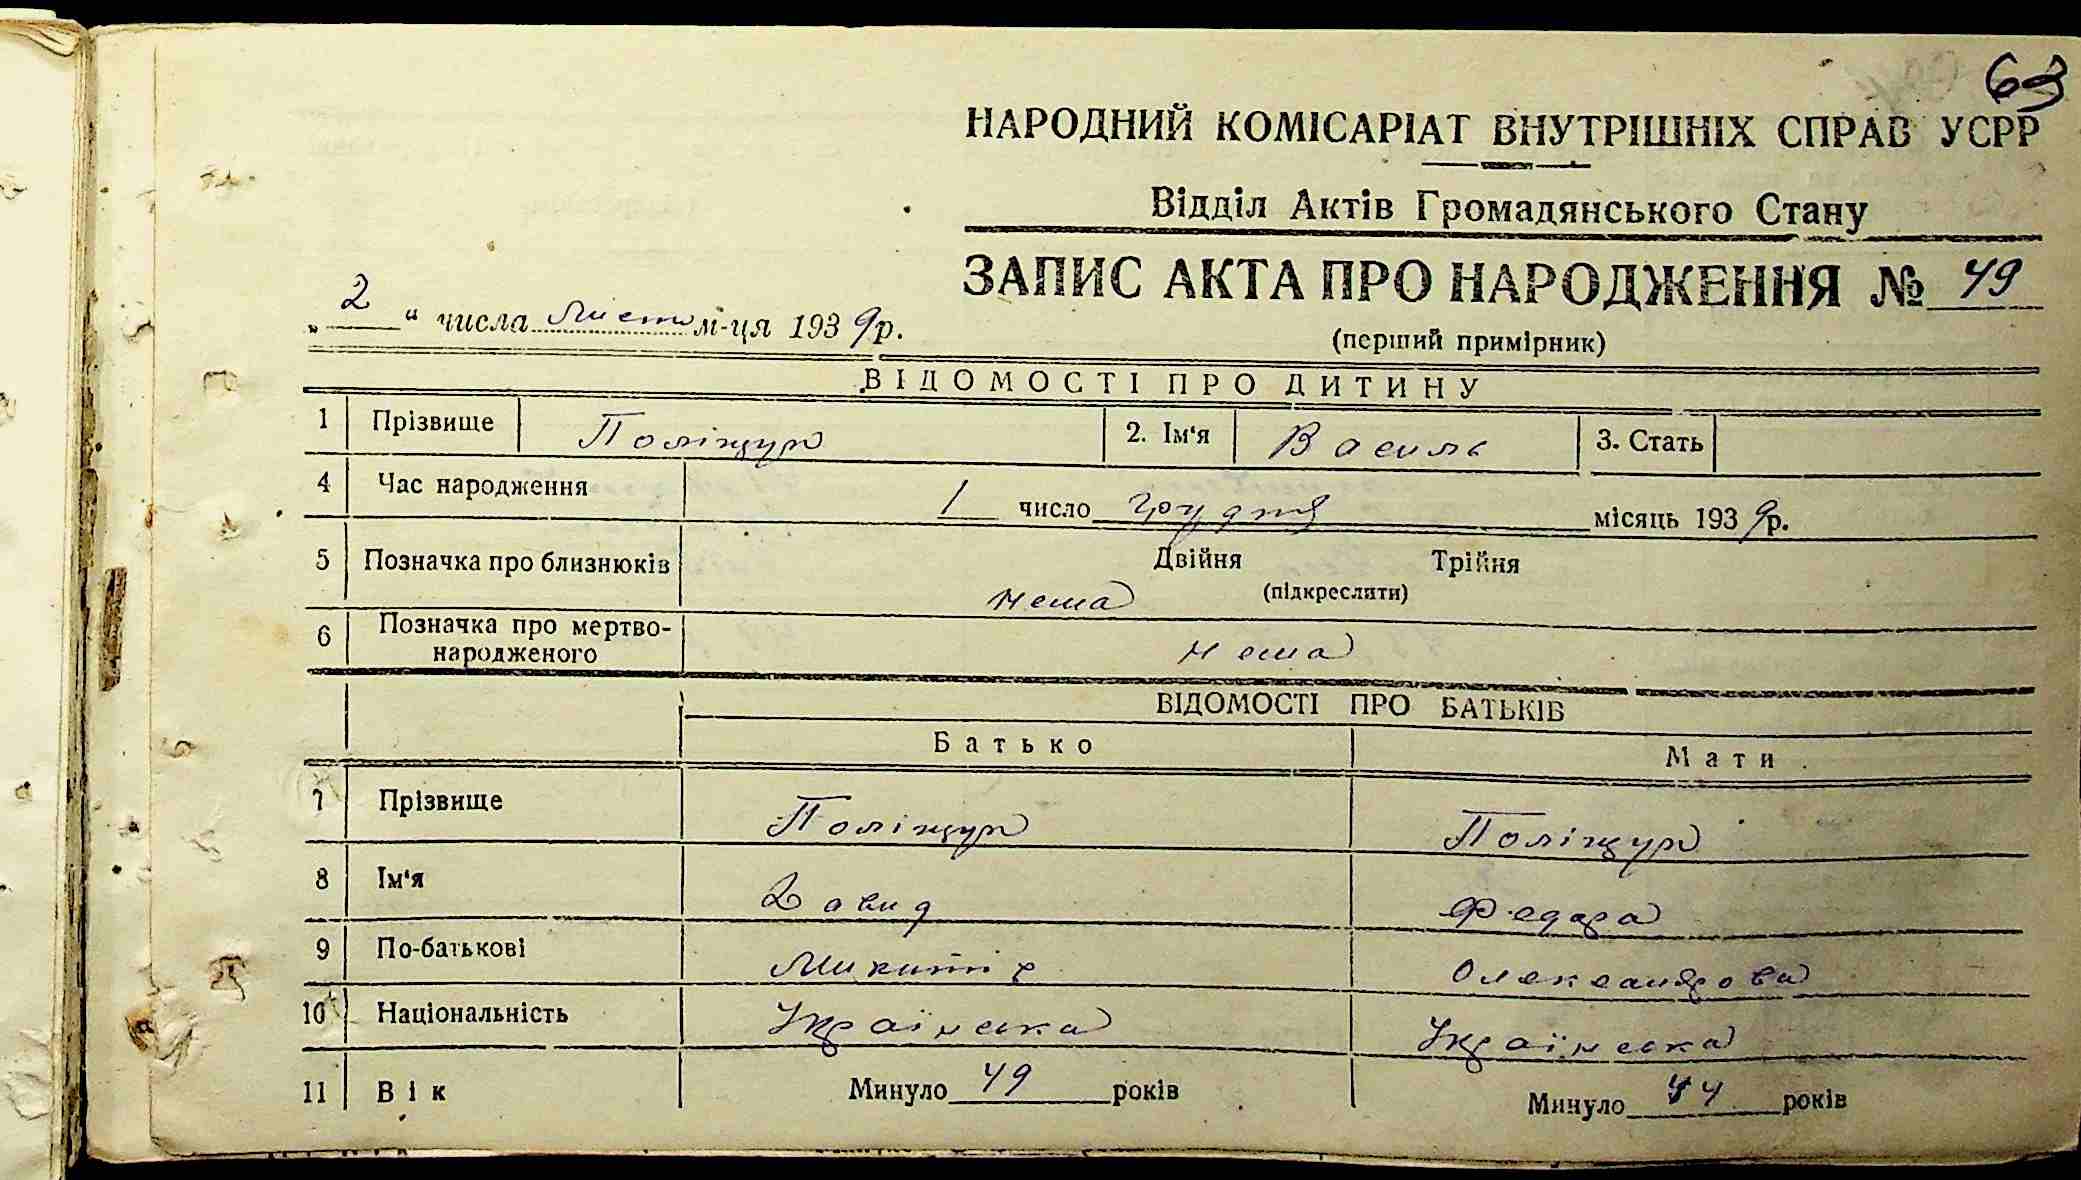 63
НАРОДНИЙ КОМІСАРІАТ ВНУТРІШНІХ СПРАВ УСРР
Відділ Актів Громадянського Стану
ЗАПИС АКТА ПРО НАРОДЖЕННЯ № 49
(перший примірник)
„ 2 “ числа листо м-ця 1939 р.
ВІДОМОСТІ ПРО ДИТИНУ
1 Прізвище Поліщук 2. Ім'я Василь 3. Стать
4 Час народження 1 число грудня місяць 1939 р.
5 Позначка про близнюків Двійня Трійня
нема (підкреслити)
6 Позначка про мертво-
народженого нема
ВІДОМОСТІ ПРО БАТЬКІВ
Батько Мати
7 Прізвище Поліщук Поліщук
8 Ім'я Давид Федора
9 По-батькові Микитів Олександрова
10 Національність Українська Українська
11 Вік Минуло 49 років Минуло 44 років